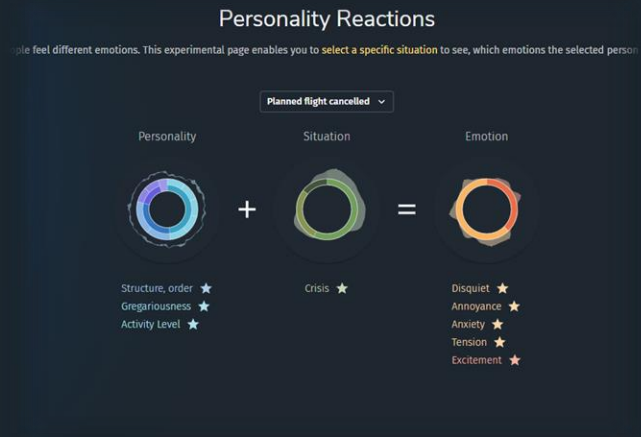 Personality Reactions
feel different emotions. This experimental page enables you to select a specific situation to see, which emotions the selected person
Planned flight cancelled
Personality
Situation
Emotion
+
=
Structure, order
Crisis
Disquiet
Gregariousness
Annoyance
Activity Level
Anxiety
Tension
Excitement